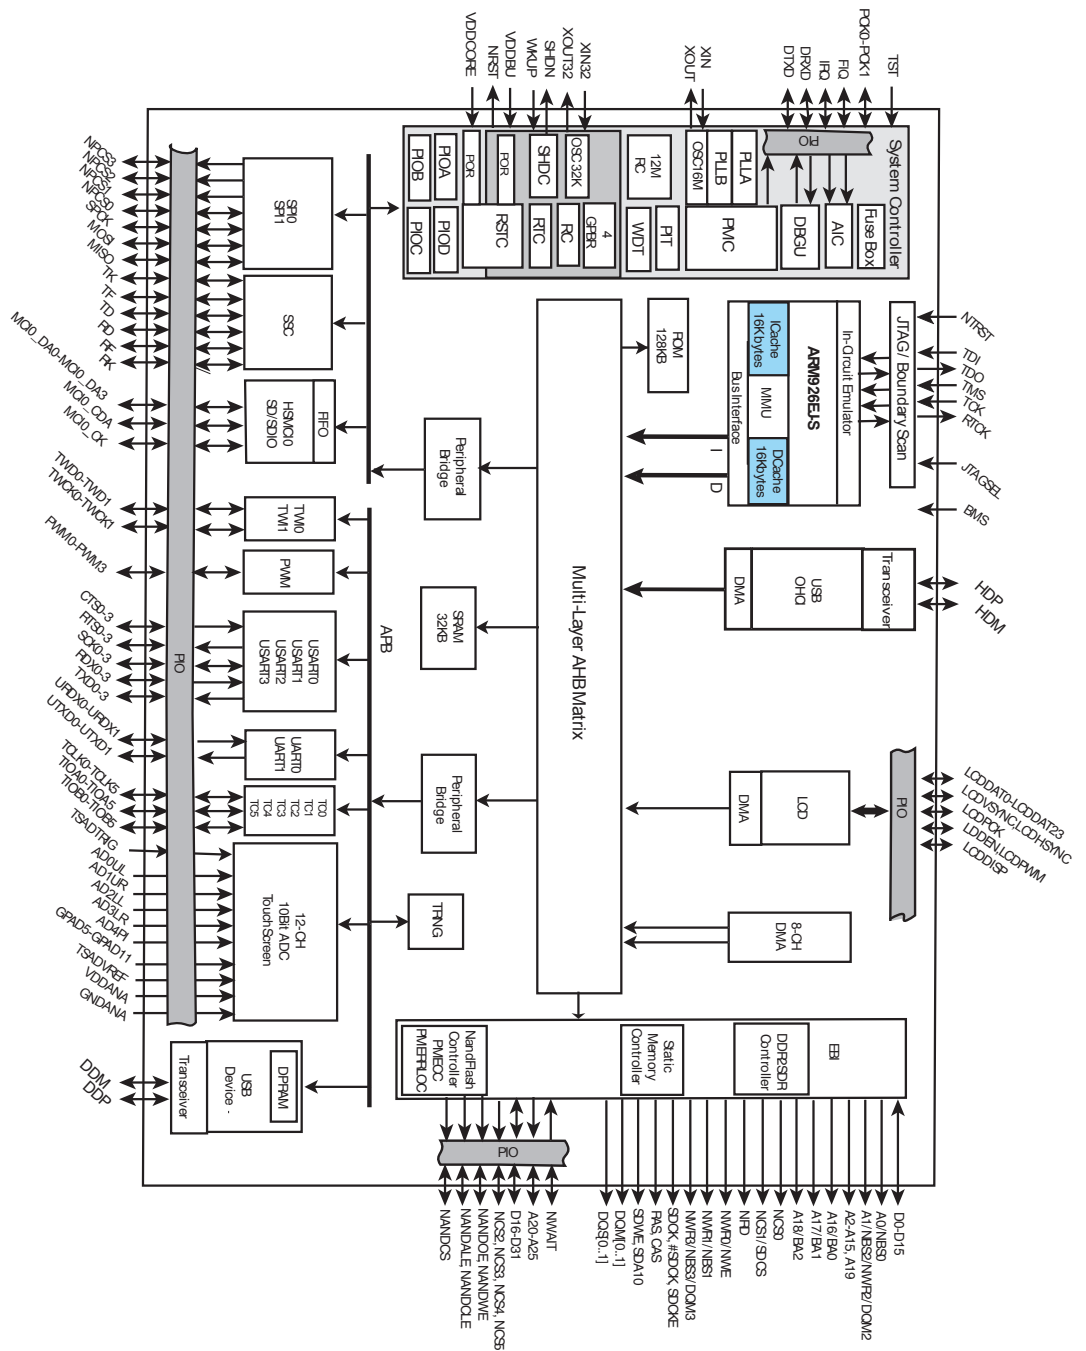 TST
PCK0-PCK1
FIQ
IRQ
DRXD
DTXD
XIN
XOUT
XIN32
XOUT32
SHDN
WKUP
VDDBU
NRST
VDDCORE
System Controller
PIO
Fuse Box
AIC
DBGU
PLLA
PLLB
OSC16M
PMC
12M
RC
PIT
WDT
OSC 32K
SHDC
4
GPBR
RC
RTC
POR
POR
RSTC
PIOA
PIOB
PIOD
PIOC
NTRST
TDI
TDO
TMS
TCK
RTCK
JTAGSEL
BMS
JTAG / Boundary Scan
In-Circuit Emulator
ARM926EJ-S
ICache
16Kbytes
MMU
DCache
16Kbytes
Bus Interface
I
D
ROM
128KB
HDP
HDM
Transceiver
USB
OHCI
DMA
LCDDAT0-LCDDAT23
LCDVSYNC,LCDHSYNC
LCDPCK
LDDEN,LCDPWM
LCDDISP
PIO
LCD
DMA
8-CH
DMA
Multi-Layer AHB Matrix
Peripheral
Bridge
SRAM
32KB
Peripheral
Bridge
TRNG
APB
SPI0
SPI1
SSC
FIFO
HSMCI0
SD/SDIO
TWI0
TWI1
PWM
USART0
USART1
USART2
USART3
UART0
UART1
TC0
TC1
TC2
TC3
TC4
TC5
12-CH
10Bit ADC
TouchScreen
DPRAM
USB
Device -
Transceiver
PIO
NPCS3
NPCS2
NPCS1
NPCS0
SPCK
MOSI
MISO
TK
TF
TD
RD
RF
RK
MCI0_DA0-MCI0_DA3
MCI0_CDA
MCI0_CK
TWD0-TWD1
TWCK0-TWCK1
PWM0-PWM3
CTS0-3
RTS0-3
SCK0-3
RDX0-3
TXD0-3
URDX0-URDX1
UTXD0-UTXD1
TCLK0-TCLK5
TIOA0-TIOA5
TIOB0-TIOB5
TSADTRIG
AD0UL
AD1UR
AD2LL
AD3LR
AD4PI
GPAD5-GPAD11
TSADVREF
VDDANA
GNDANA
DDM
DDP
EBI
DDR2SDR
Controller
Static
Memory
Controller
NandFlash
Controller
PMECC
PMERRLOC
PIO
D0-D15
A0/NBS0
A1/NBS2/NWR2/DQM2
A2-A15, A19
A16/BA0
A17/BA1
A18/BA2
NCS0
NCS1/SDCS
NRD
NWR0/NWE
NWR1/NBS1
NWR3/NBS3/DQM3
SDCK, #SDCK, SDCKE
RAS, CAS
SDWE, SDA10
DQM[0..1]
DQS[0..1]
NWAIT
A20-A25
D16-D31
NCS2, NCS3, NCS4, NCS5
NANDOE, NANDWE
NANDALE, NANDCLE
NANDCS